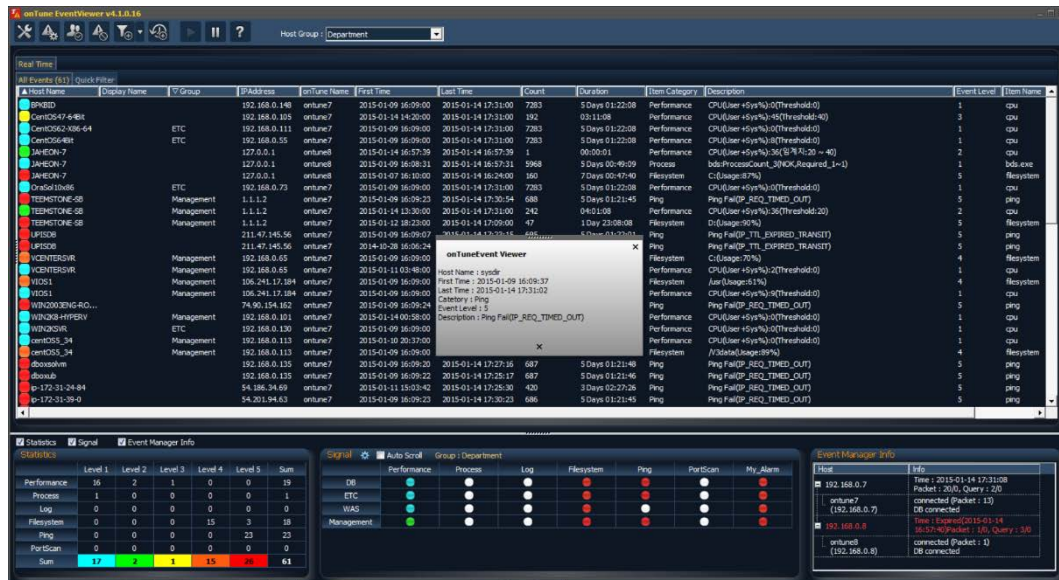 onTune EventViewer v4.1.0.16
Host Group : Department
Real Time
All Events (61) Quick Filter
Host Name Display Name Group IPAddress onTune Name First Time Last Time Count Duration Item Category Description Event Level Item Name
BPKBID 192.168.0.148 ontune7 2015-01-09 16:09:00 2015-01-14 17:31:00 7283 5 Days 01:22:08 Performance CPU(User+Sys%):0(Threshold:0) 1 cpu
CentOS47-64Bit 192.168.0.105 ontune7 2015-01-14 14:20:00 2015-01-14 17:31:00 192 03:11:08 Performance CPU(User+Sys%):45(Threshold:40) 3 cpu
CentOS62-X86-64 ETC 192.168.0.111 ontune7 2015-01-09 16:09:00 2015-01-14 17:31:00 7283 5 Days 01:22:08 Performance CPU(User+Sys%):0(Threshold:0) 1 cpu
CentOS64Bit ETC 192.168.0.55 ontune7 2015-01-09 16:09:00 2015-01-14 17:31:00 7283 5 Days 01:22:08 Performance CPU(User+Sys%):8(Threshold:0) 1 cpu
JAHEON-7 127.0.0.1 ontune8 2015-01-14 16:57:39 2015-01-14 16:57:39 1 00:00:01 Performance CPU(User+Sys%):36(임계치:20 ~ 40) 2 cpu
JAHEON-7 127.0.0.1 ontune8 2015-01-09 16:08:31 2015-01-14 16:57:31 5968 5 Days 00:49:09 Process bds:ProcessCount_3(NOK,Required_1~1) 1 bds.exe
JAHEON-7 127.0.0.1 ontune8 2015-01-07 16:10:00 2015-01-14 16:24:00 160 7 Days 00:47:40 Filesystem C:(Usage:87%) 5 filesystem
OraSol10x86 ETC 192.168.0.73 ontune7 2015-01-09 16:09:00 2015-01-14 17:31:00 7283 5 Days 01:22:08 Performance CPU(User+Sys%):0(Threshold:0) 1 cpu
TEEMSTONE-SB Management 1.1.1.2 ontune7 2015-01-09 16:09:23 2015-01-14 17:30:54 688 5 Days 01:21:45 Ping Ping Fail(IP_REQ_TIMED_OUT) 5 ping
TEEMSTONE-SB Management 1.1.1.2 ontune7 2015-01-14 13:30:00 2015-01-14 17:31:00 242 04:01:08 Performance CPU(User+Sys%):36(Threshold:20) 2 cpu
TEEMSTONE-SB Management 1.1.1.2 ontune7 2015-01-12 18:23:00 2015-01-14 17:09:00 47 1 Day 23:08:08 Filesystem D:(Usage:90%) 5 filesystem
UPISDB 211.47.145.56 ontune7 2015-01-09 16:09:07 Ping Ping Fail(IP_TTL_EXPIRED_TRANSIT) 5 ping
UPISDB 211.47.145.56 ontune7 2014-10-28 16:06:24 Ping Ping Fail(IP_TTL_EXPIRED_TRANSIT) 5 ping
VCENTERSVR Management 192.168.0.65 ontune7 2015-01-09 16:09:00 Filesystem C:(Usage:70%) 4 filesystem
VCENTERSVR Management 192.168.0.65 ontune7 2015-01-11 03:48:00 Performance CPU(User+Sys%):2(Threshold:0) 1 cpu
VIOS1 Management 106.241.17.184 ontune7 2015-01-09 16:09:00 Filesystem /usr(Usage:61%) 4 filesystem
VIOS1 Management 106.241.17.184 ontune7 2015-01-09 16:09:00 Performance CPU(User+Sys%):9(Threshold:0) 1 cpu
WIN2003ENG-RO... 74.90.154.162 ontune7 2015-01-09 16:09:24 Ping Ping Fail(IP_REQ_TIMED_OUT) 5 ping
WIN2K8-HYPERV Management 192.168.0.101 ontune7 2015-01-14 00:58:00 Performance CPU(User+Sys%):0(Threshold:0) 1 cpu
WIN2KSVR ETC 192.168.0.130 ontune7 2015-01-09 16:09:00 Performance CPU(User+Sys%):0(Threshold:0) 1 cpu
centOS5_34 Management 192.168.0.113 ontune7 2015-01-10 20:37:00 Performance CPU(User+Sys%):0(Threshold:0) 1 cpu
centOS5_34 Management 192.168.0.113 ontune7 2015-01-09 16:09:00 Filesystem /V3data(Usage:89%) 4 filesystem
dboxsolvm 192.168.0.135 ontune7 2015-01-09 16:09:20 2015-01-14 17:27:16 687 5 Days 01:21:48 Ping Ping Fail(IP_REQ_TIMED_OUT) 5 ping
dboxub 192.168.0.135 ontune7 2015-01-09 16:09:22 2015-01-14 17:25:17 687 5 Days 01:21:46 Ping Ping Fail(IP_REQ_TIMED_OUT) 5 ping
ip-172-31-24-84 54.186.34.69 ontune7 2015-01-11 15:03:42 2015-01-14 17:25:30 420 3 Days 02:27:26 Ping Ping Fail(IP_REQ_TIMED_OUT) 5 ping
ip-172-31-39-0 54.201.94.63 ontune7 2015-01-09 16:09:23 2015-01-14 17:30:23 686 5 Days 01:21:45 Ping Ping Fail(IP_REQ_TIMED_OUT) 5 ping
onTuneEvent Viewer
Host Name : sysdir
First Time : 2015-01-09 16:09:37
Last Time : 2015-01-14 17:31:02
Catetory : Ping
Event Level : 5
Description : Ping Fail(IP_REQ_TIMED_OUT)
Statistics Signal Event Manager Info
Statistics
Level 1 Level 2 Level 3 Level 4 Level 5 Sum
Performance 16 2 1 0 0 19
Process 1 0 0 0 0 1
Log 0 0 0 0 0 0
Filesystem 0 0 0 15 3 18
Ping 0 0 0 0 23 23
PortScan 0 0 0 0 0 0
Sum 17 2 1 15 26 61
Signal Auto Scroll Group : Department
Performance Process Log Filesystem Ping PortScan My_Alarm
DB
ETC
WAS
Management
Event Manager Info
Host Info
192.168.0.7 Time : 2015-01-14 17:31:08
Packet : 20/0, Query : 2/0
ontune7 connected (Packet : 13)
(192.168.0.7) DB connected
192.168.0.8 Time : Expired(2015-01-14
16:57:40)Packet : 1/0, Query : 3/0
ontune8 connected (Packet : 1)
(192.168.0.8) DB connected